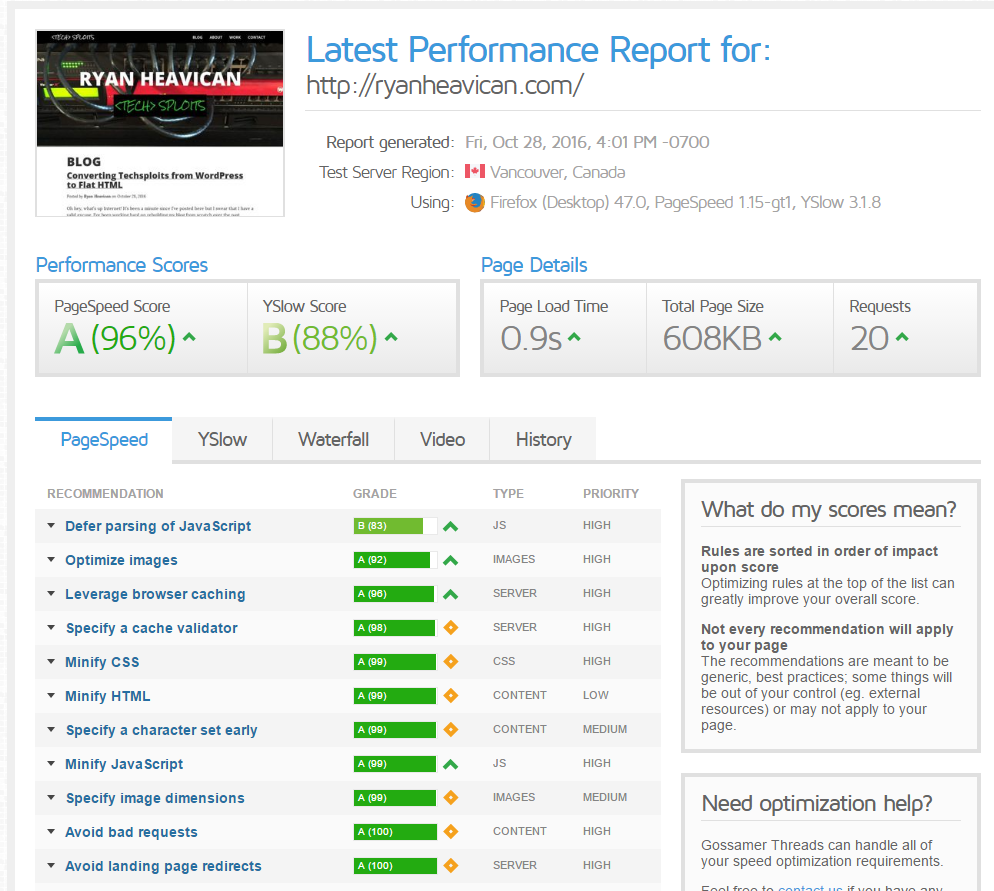 <TECH> SPLOITS
BLOG ABOUT WORK CONTACT
RYAN HEAVICAN
<TECH> SPLOITS
BLOG
Converting Techsploits from WordPress
to Flat HTML
Posted by Ryan Heavican on October 28, 2016
Latest Performance Report for:
http://ryanheavican.com/
Report generated: Fri, Oct 28, 2016, 4:01 PM -0700
Test Server Region: Vancouver, Canada
Using: Firefox (Desktop) 47.0, PageSpeed 1.15-gt1, YSlow 3.1.8
Performance Scores
PageSpeed Score
A (96%)
YSlow Score
B (88%)
Page Details
Page Load Time
0.9s
Total Page Size
608KB
Requests
20
PageSpeed YSlow Waterfall Video History
RECOMMENDATION GRADE TYPE PRIORITY
Defer parsing of JavaScript B (83) JS HIGH
Optimize images A (92) IMAGES HIGH
Leverage browser caching A (96) SERVER HIGH
Specify a cache validator A (98) SERVER HIGH
Minify CSS A (99) CSS HIGH
Minify HTML A (99) CONTENT LOW
Specify a character set early A (99) CONTENT MEDIUM
Minify JavaScript A (99) JS HIGH
Specify image dimensions A (99) IMAGES MEDIUM
Avoid bad requests A (100) CONTENT HIGH
Avoid landing page redirects A (100) SERVER HIGH
What do my scores mean?
Rules are sorted in order of impact
upon score
Optimizing rules at the top of the list can
greatly improve your overall score.
Not every recommendation will apply
to your page
The recommendations are meant to be
generic, best practices; some things will
be out of your control (eg. external
resources) or may not apply to your
page.
Need optimization help?
Gossamer Threads can handle all of
your speed optimization requirements.
Feel free to contact us if you have any